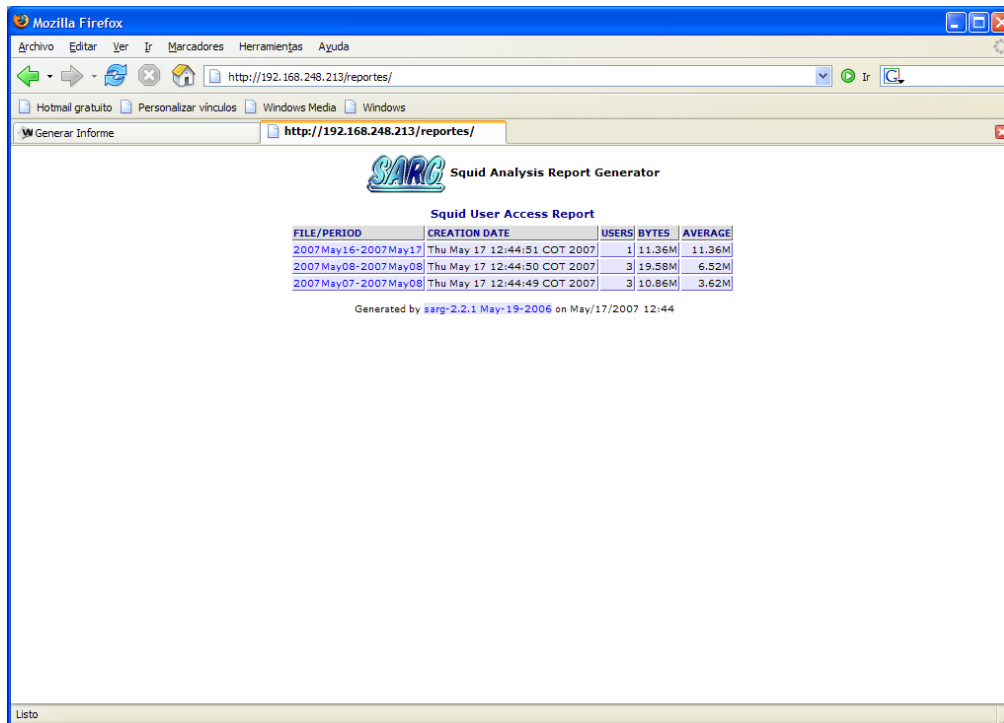 Mozilla Firefox
Archivo Editar Ver Ir Marcadores Herramientas Ayuda
http://192.168.248.213/reportes/ Ir G
Hotmail gratuito Personalizar vínculos Windows Media Windows
W Generar Informe http://192.168.248.213/reportes/
SARG Squid Analysis Report Generator
Squid User Access Report
FILE/PERIOD CREATION DATE USERS BYTES AVERAGE
2007May16-2007May17 Thu May 17 12:44:51 COT 2007 1 11.36M 11.36M
2007May08-2007May08 Thu May 17 12:44:50 COT 2007 3 19.58M 6.52M
2007May07-2007May08 Thu May 17 12:44:49 COT 2007 3 10.86M 3.62M
Generated by sarg-2.2.1 May-19-2006 on May/17/2007 12:44
Listo